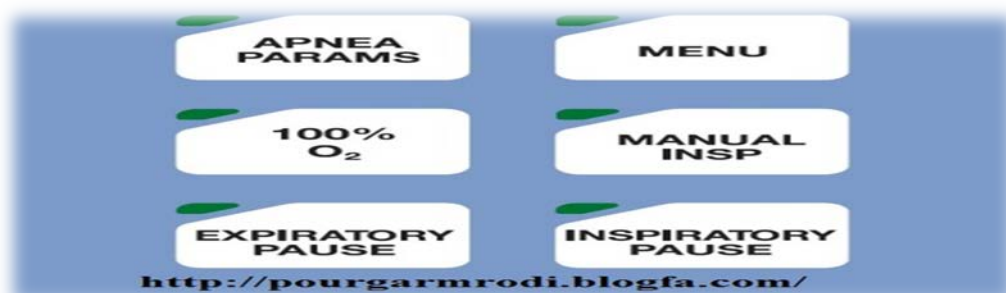 APNEA
PARAMS
MENU
100%
O₂
MANUAL
INSP
EXPIRATORY
PAUSE
INSPIRATORY
PAUSE
http://pourgarmrodi.blogfa.com/